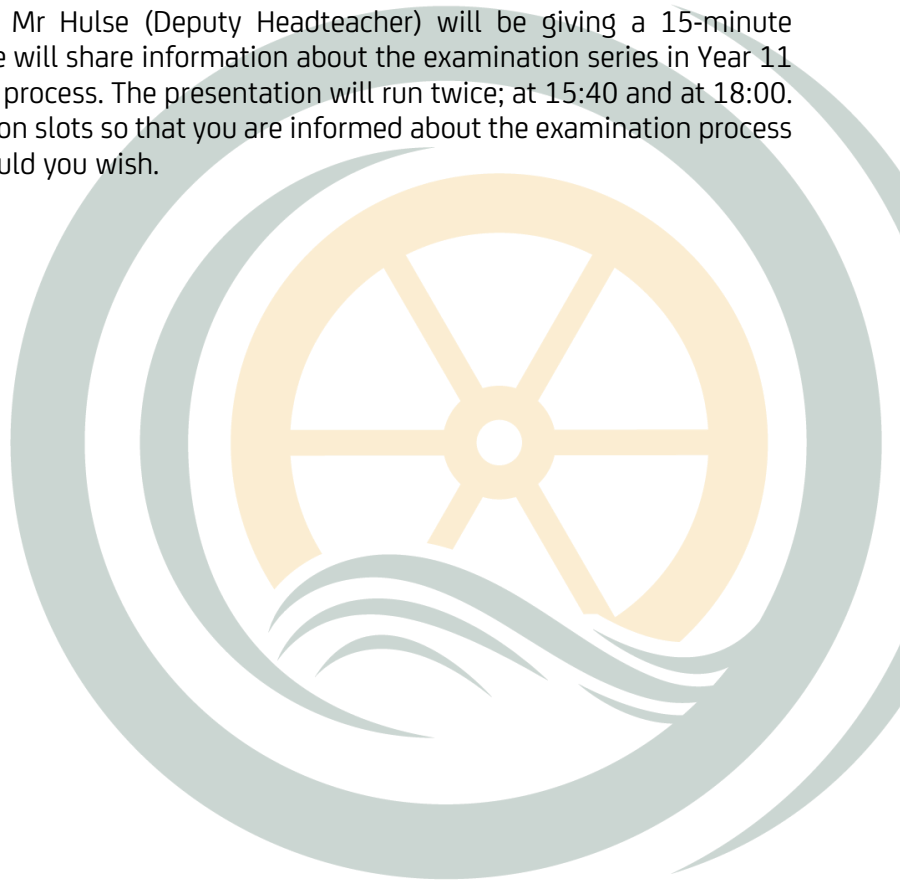 Mr Hulse (Deputy Headteacher) will be giving a 15-minute
will share information about the examination series in Year 11
process. The presentation will run twice; at 15:40 and at 18:00.
slots so that you are informed about the examination process
you wish.